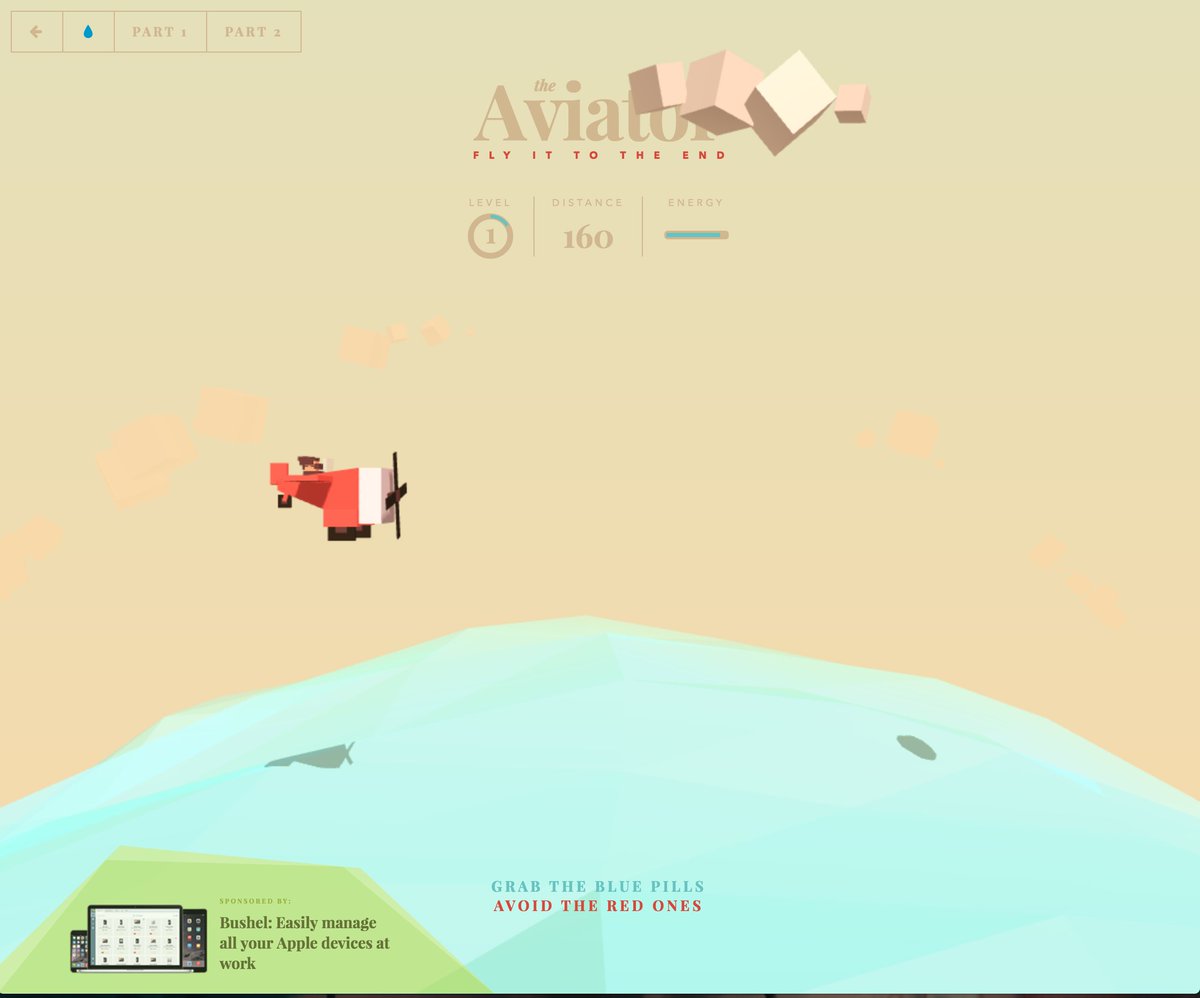 PART 1
PART 2
the
Aviator
FLY IT TO THE END
LEVEL
DISTANCE
ENERGY
1
160
GRAB THE BLUE PILLS
AVOID THE RED ONES
SPONSORED BY:
Bushel: Easily manage
all your Apple devices at
work